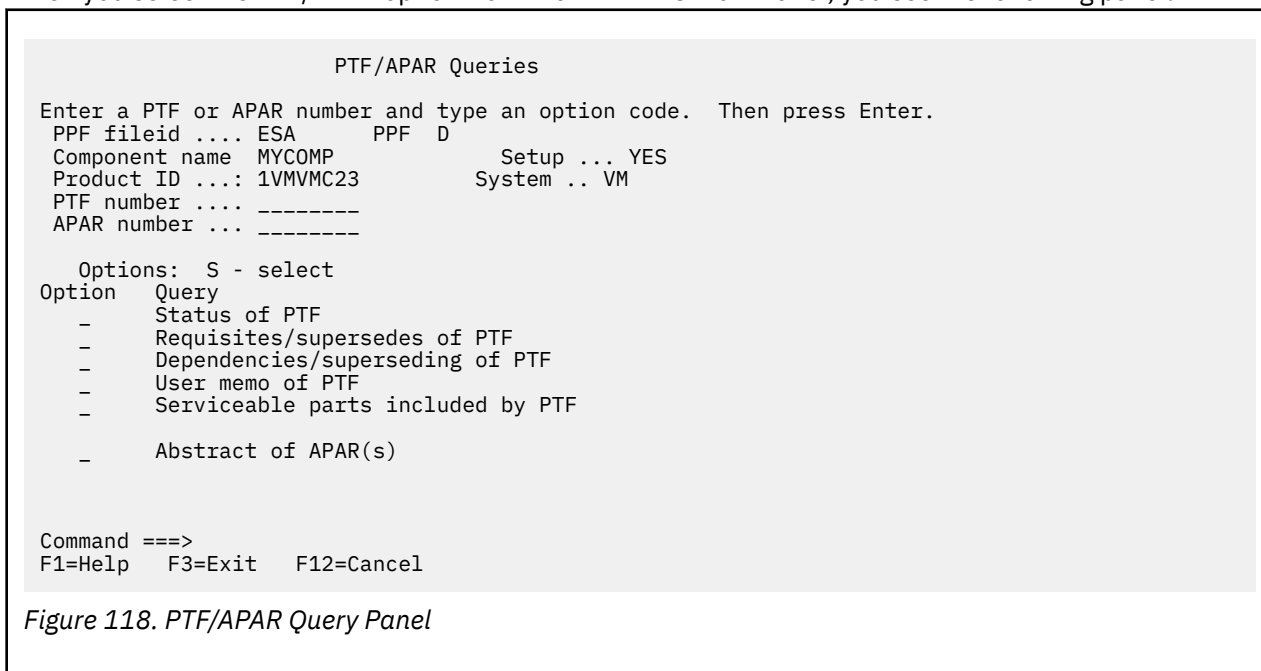 PTF/APAR Queries
Enter a PTF or APAR number and type an option code.  Then press Enter.
PPF fileid .... ESA      PPF  D
Component name  MYCOMP             Setup ... YES
Product ID ...: 1VMVMC23         System .. VM
PTF number .... ________
APAR number ... ________
Options:  S - select
Option   Query
_      Status of PTF
_      Requisites/supersedes of PTF
_      Dependencies/superseding of PTF
_      User memo of PTF
_      Serviceable parts included by PTF
_      Abstract of APAR(s)
Command ===>
F1=Help   F3=Exit   F12=Cancel
Figure 118. PTF/APAR Query Panel